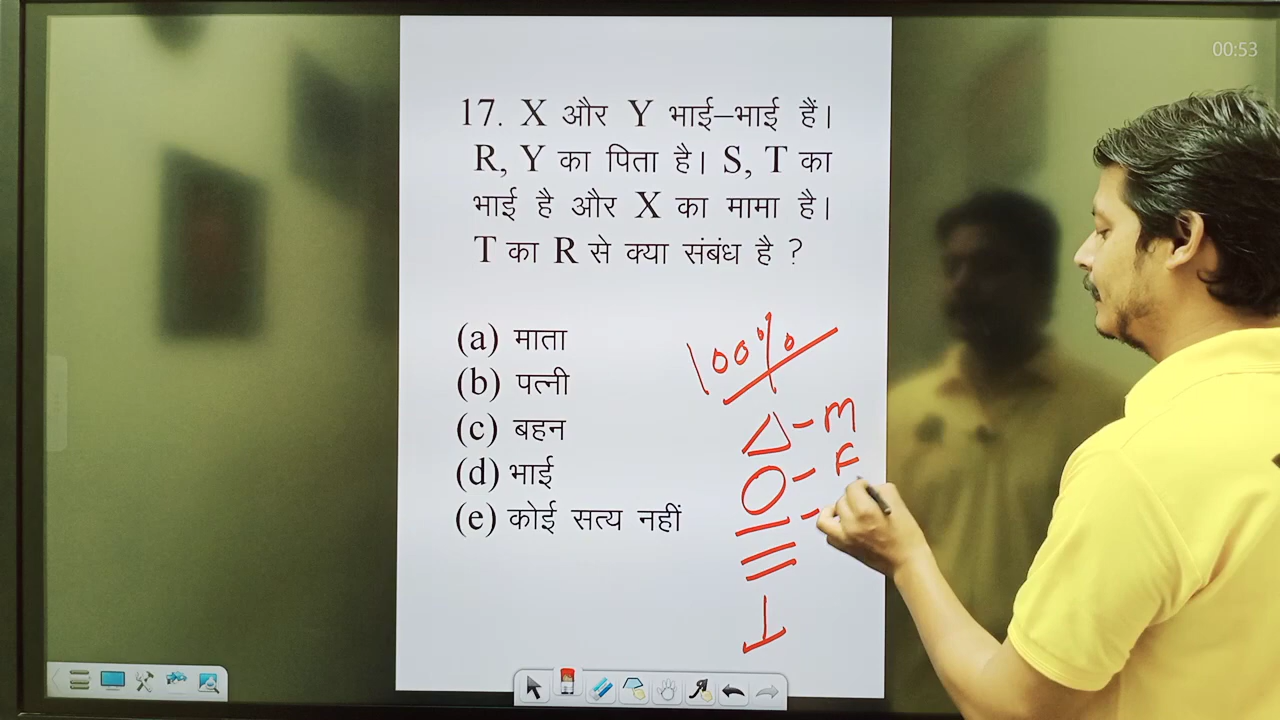 00:53
17. X और Y भाई–भाई हैं।
R, Y का पिता है। S, T का
भाई है और X का मामा है।
T का R से क्या संबंध है ?
(a) माता
(b) पत्नी
(c) बहन
(d) भाई
(e) कोई सत्य नहीं
100%
△ – M
○ – F